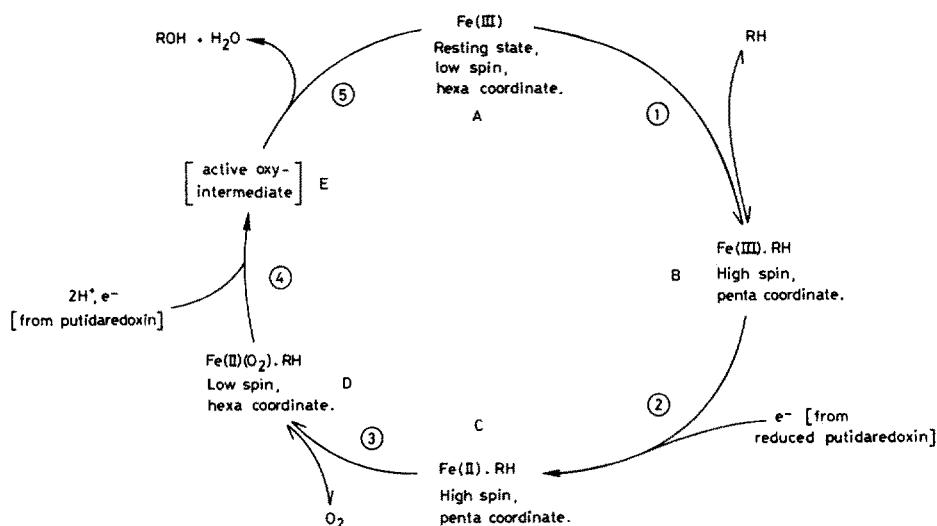 Fe(III)
Resting state,
low spin,
hexa coordinate.
A
ROH + H2O
RH
5
1
[active oxy-
intermediate]
E
Fe(III).RH
High spin,
penta coordinate.
B
4
2H+, e-
[from putidaredoxin]
Fe(II)(O2).RH
Low spin,
hexa coordinate.
D
2
e- [from
reduced putidaredoxin]
C
3
Fe(II).RH
High spin,
penta coordinate.
O2